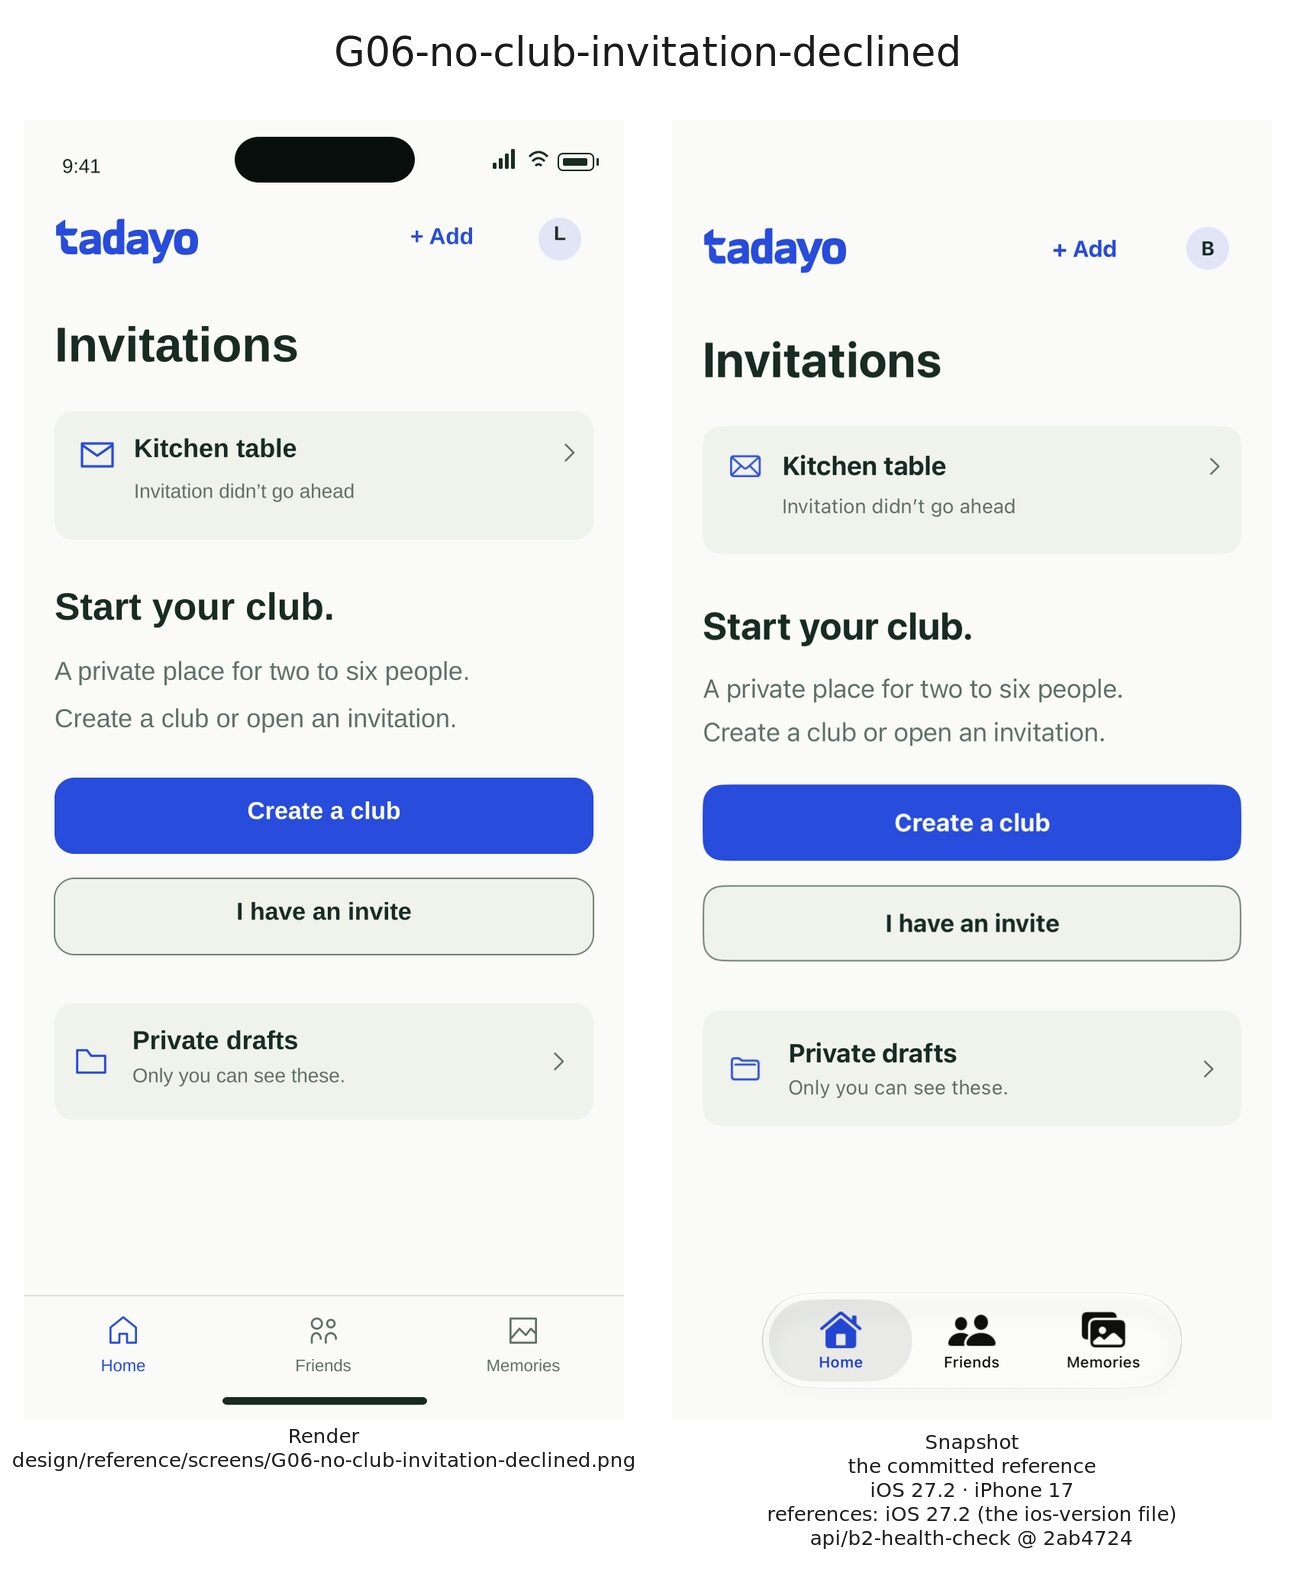 G06-no-club-invitation-declined
9:41
tadayo
+ Add
L
Invitations
Kitchen table
Invitation didn’t go ahead
Start your club.
A private place for two to six people.
Create a club or open an invitation.
Create a club
I have an invite
Private drafts
Only you can see these.
Home
Friends
Memories
Render
design/reference/screens/G06-no-club-invitation-declined.png
tadayo
+ Add
B
Invitations
Kitchen table
Invitation didn’t go ahead
Start your club.
A private place for two to six people.
Create a club or open an invitation.
Create a club
I have an invite
Private drafts
Only you can see these.
Home
Friends
Memories
Snapshot
the committed reference
iOS 27.2 · iPhone 17
references: iOS 27.2 (the ios-version file)
api/b2-health-check @ 2ab4724